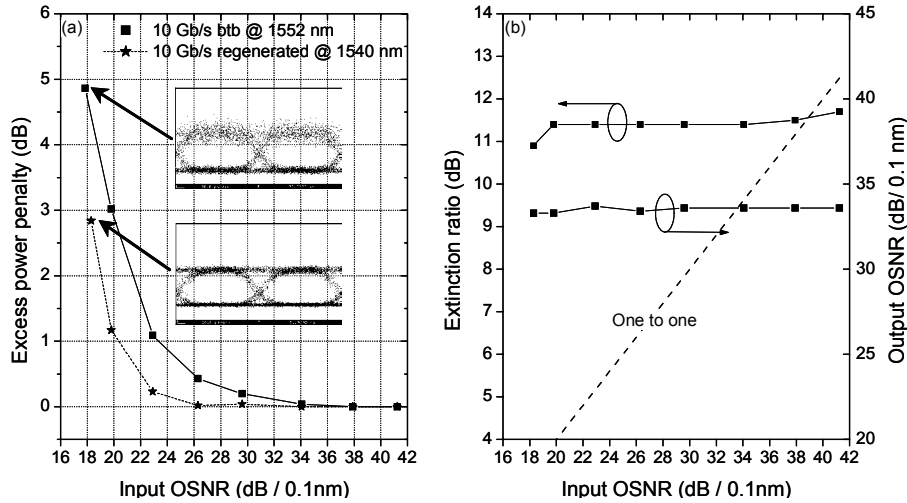 (a)
10 Gb/s btb @ 1552 nm
10 Gb/s regenerated @ 1540 nm
6
5
4
3
2
1
0
Excess power penalty (dB)
16 18 20 22 24 26 28 30 32 34 36 38 40 42
Input OSNR (dB / 0.1nm)
(b)
14
13
12
11
10
9
8
7
6
5
4
Extinction ratio (dB)
One to one
45
40
35
30
25
20
Output OSNR (dB/ 0.1 nm)
16 18 20 22 24 26 28 30 32 34 36 38 40 42
Input OSNR (dB / 0.1nm)